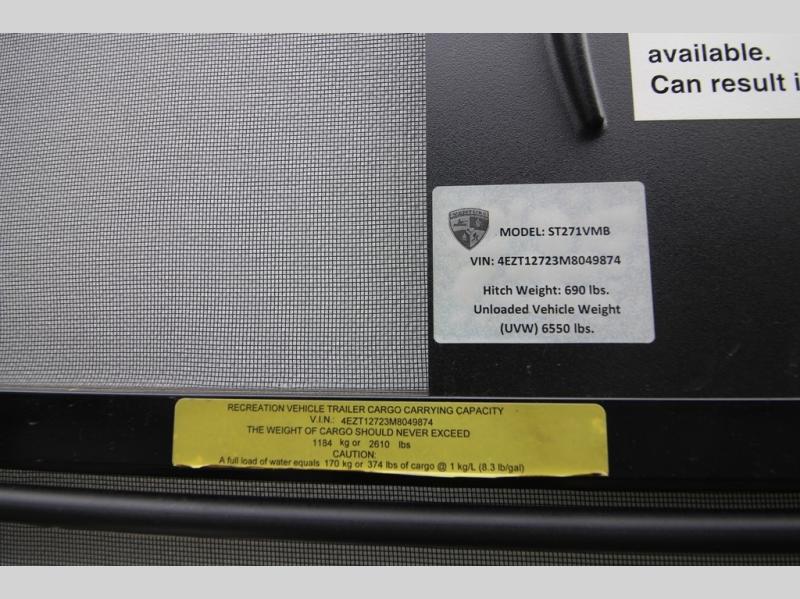 available.
Can result i
VENTURE
MODEL: ST271VMB
VIN: 4EZT12723M8049874
Hitch Weight: 690 lbs.
Unloaded Vehicle Weight
(UVW) 6550 lbs.
RECREATION VEHICLE TRAILER CARGO CARRYING CAPACITY
V.I.N.: 4EZT12723M8049874
THE WEIGHT OF CARGO SHOULD NEVER EXCEED
1184 kg or 2610 lbs
CAUTION:
A full load of water equals 170 kg or 374 lbs of cargo @ 1 kg/L (8.3 lb/gal)